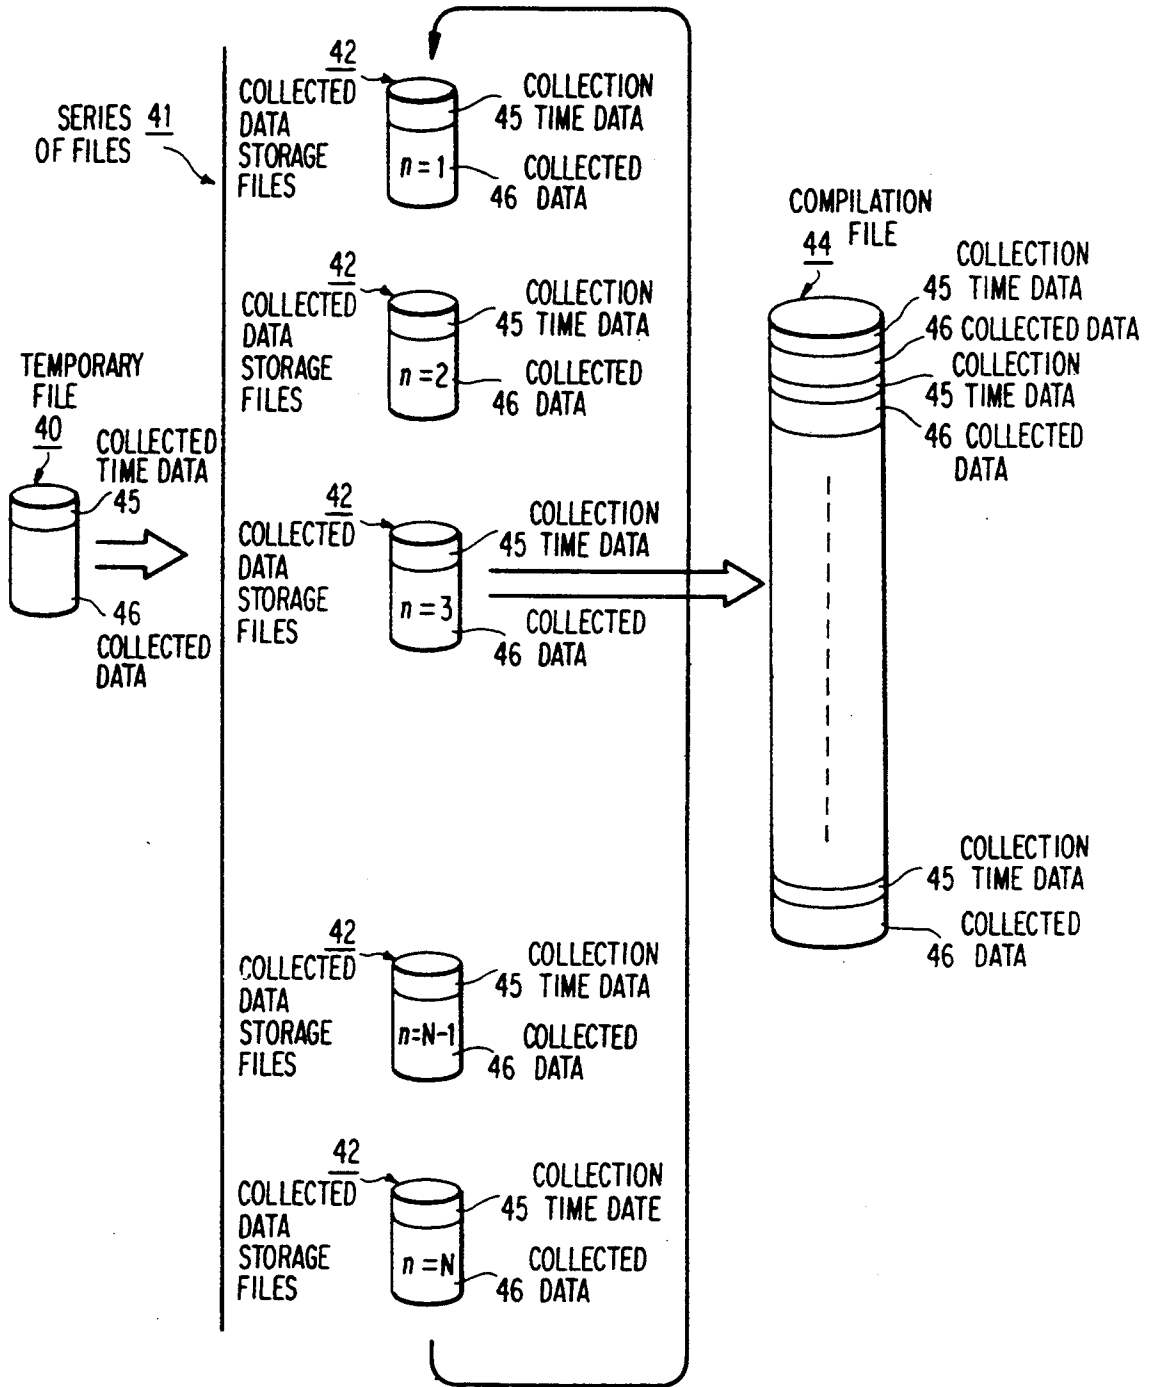 SERIES 41
OF FILES
TEMPORARY
FILE
40
COLLECTED
TIME DATA
45
46
COLLECTED
DATA
42
COLLECTED
DATA
STORAGE
FILES
n=1
COLLECTION
45 TIME DATA
COLLECTED
46 DATA
42
COLLECTED
DATA
STORAGE
FILES
n=2
COLLECTION
45 TIME DATA
COLLECTED
46 DATA
42
COLLECTED
DATA
STORAGE
FILES
n=3
COLLECTION
45 TIME DATA
COLLECTED
46 DATA
42
COLLECTED
DATA
STORAGE
FILES
n=N-1
COLLECTION
45 TIME DATA
COLLECTED
46 DATA
42
COLLECTED
DATA
STORAGE
FILES
n=N
COLLECTION
45 TIME DATE
COLLECTED
46 DATA
COMPILATION
44 FILE
COLLECTION
45 TIME DATA
46 COLLECTED DATA
COLLECTION
45 TIME DATA
46 COLLECTED
DATA
COLLECTION
45 TIME DATA
COLLECTED
46 DATA